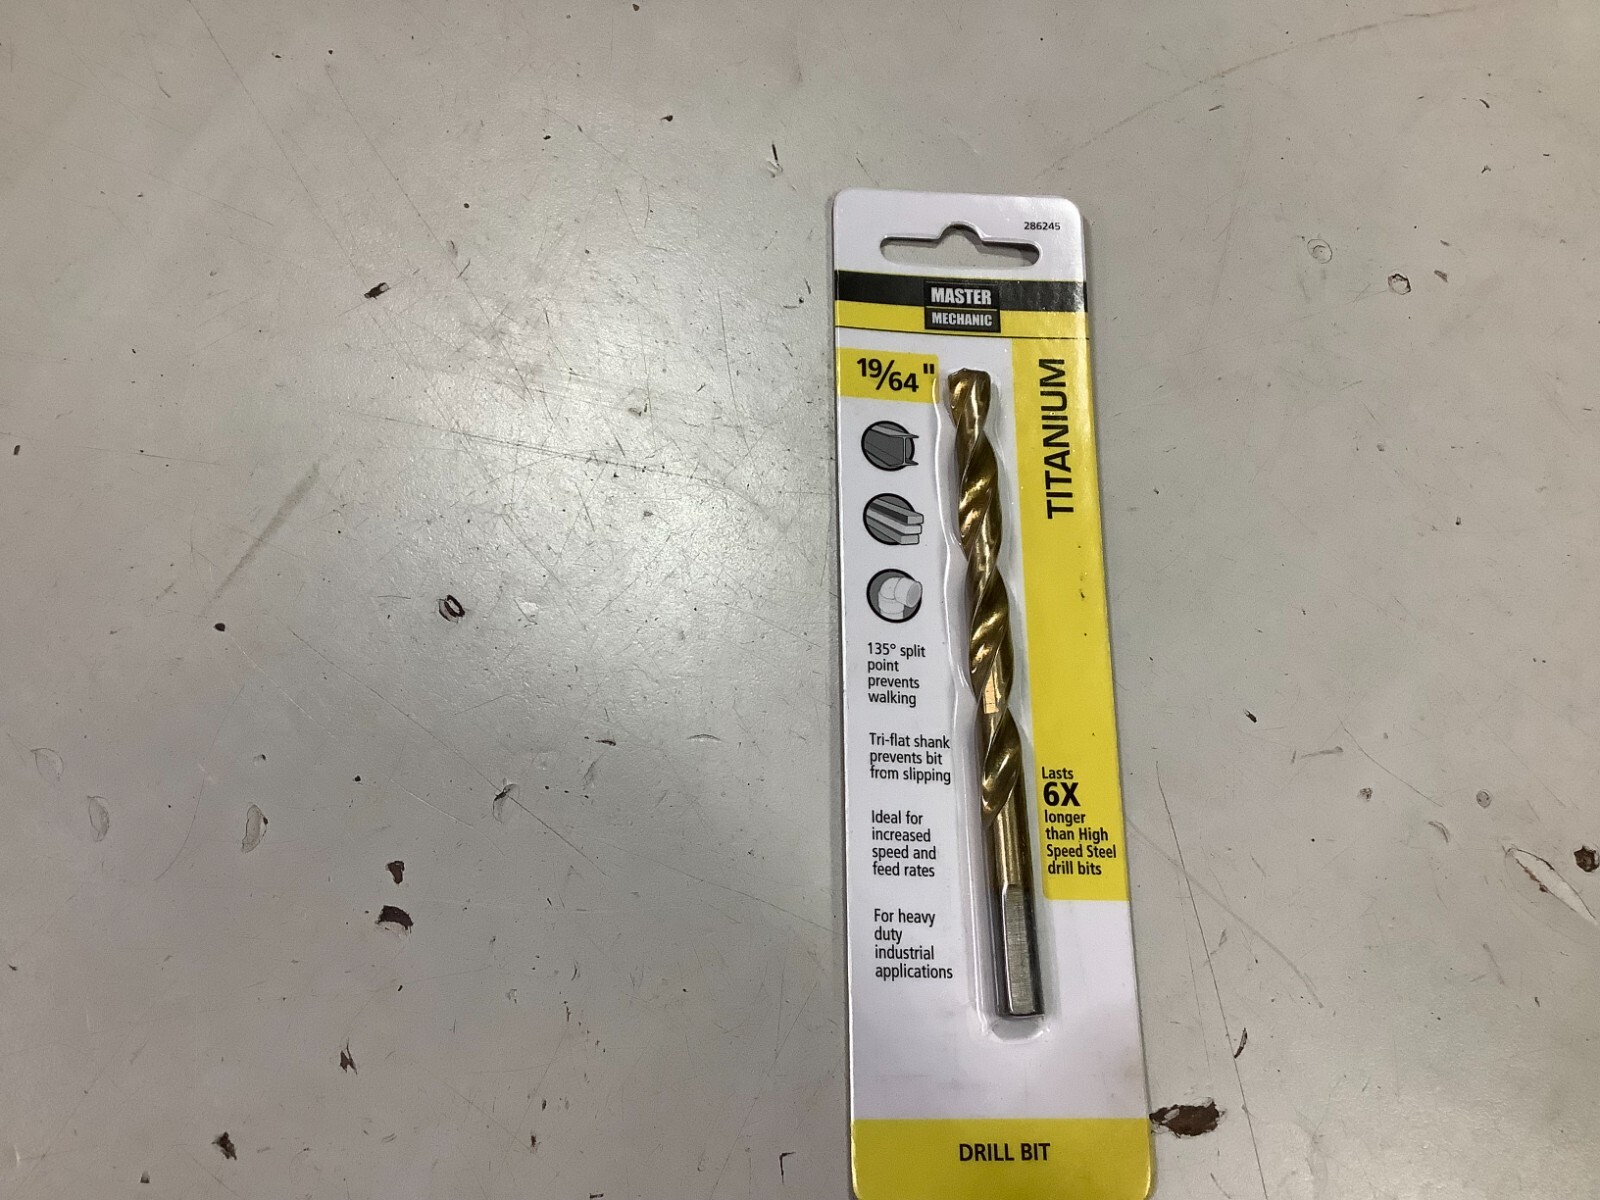 286245
MASTER
MECHANIC
19/64"
TITANIUM
135° split
point
prevents
walking
Tri-flat shank
prevents bit
from slipping
Ideal for
increased
speed and
feed rates
For heavy
duty
industrial
applications
Lasts
6X
longer
than High
Speed Steel
drill bits
DRILL BIT